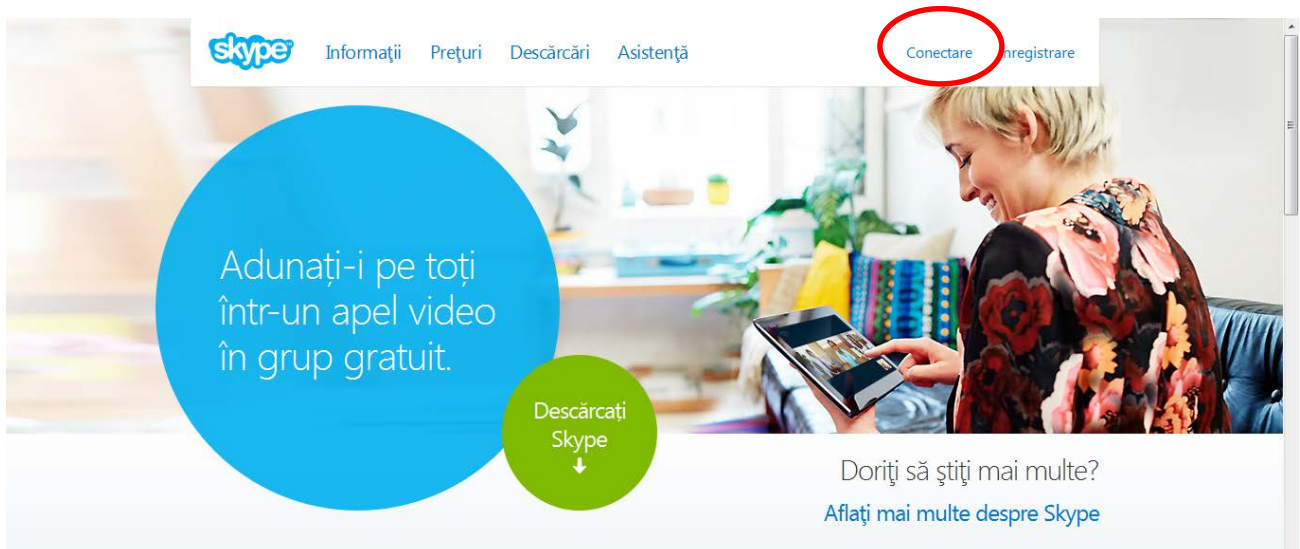 skype Informaţii Preţuri Descărcări Asistenţă Conectare nregistrare
Adunați-i pe toți
într-un apel video
în grup gratuit.
Descărcați
Skype
Doriţi să ştiţi mai multe?
Aflaţi mai multe despre Skype